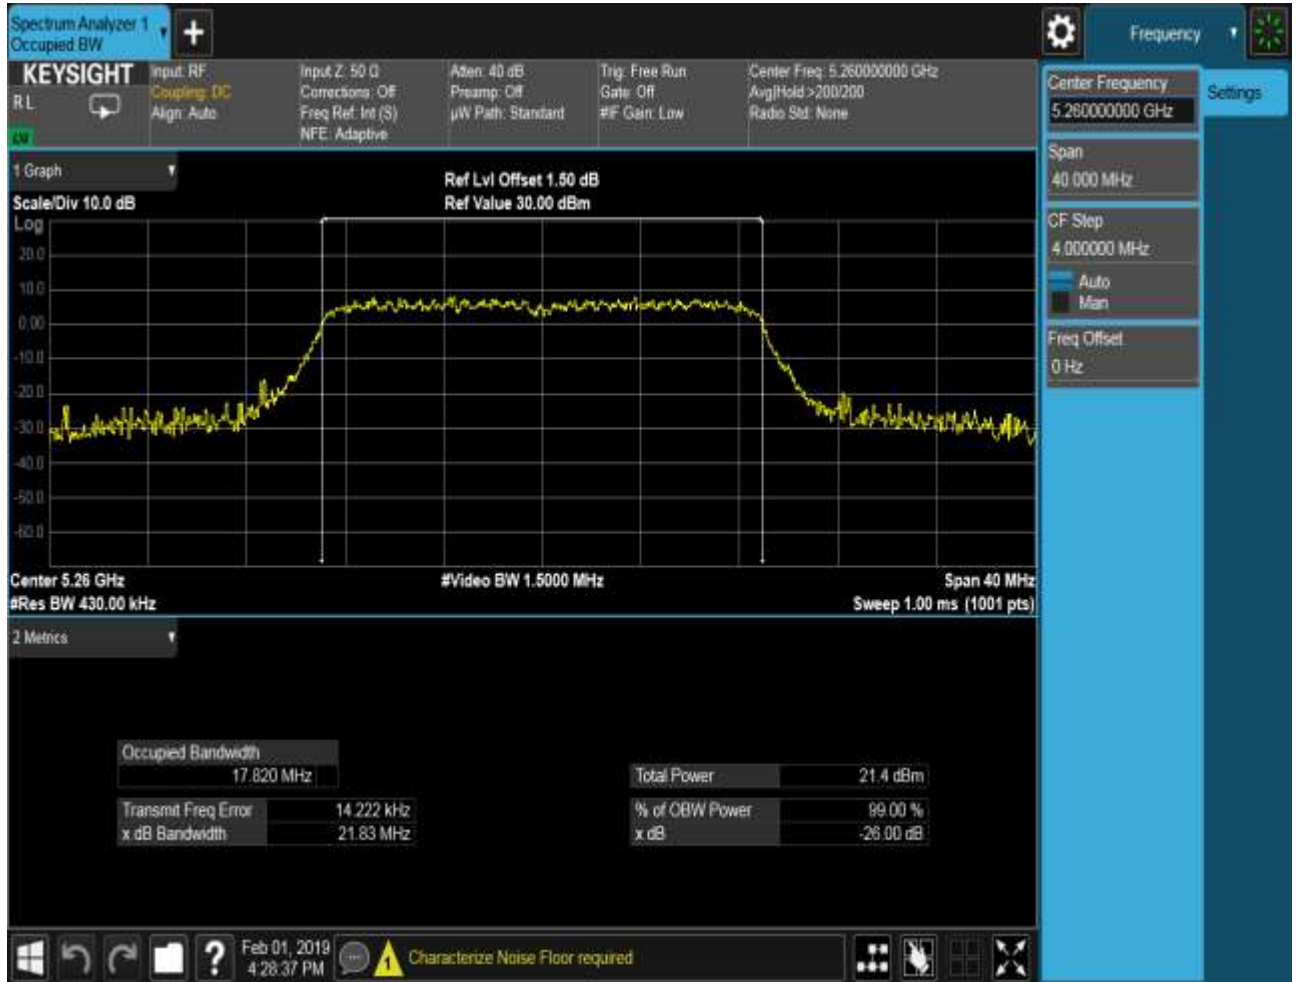 Spectrum Analyzer 1
Occupied BW
+
Frequency
KEYSIGHT
RL
Input: RF
Coupling: DC
Align: Auto
Input Z: 50 Ω
Corrections: Off
Freq Ref: Int (S)
NFE: Adaptive
Atten: 40 dB
Preamp: Off
µW Path: Standard
Trig: Free Run
Gate: Off
#IF Gain: Low
Center Freq: 5.260000000 GHz
Avg|Hold:>200/200
Radio Std: None
Center Frequency
5.260000000 GHz
Settings
Span
40.000 MHz
CF Step
4.000000 MHz
Auto
Man
Freq Offset
0 Hz
1 Graph
Scale/Div 10.0 dB
Ref Lvl Offset 1.50 dB
Ref Value 30.00 dBm
Log
20.0
10.0
0.00
-10.0
-20.0
-30.0
-40.0
-50.0
-60.0
Center 5.26 GHz
#Video BW 1.5000 MHz
Span 40 MHz
#Res BW 430.00 kHz
Sweep 1.00 ms (1001 pts)
2 Metrics
Occupied Bandwidth
17.820 MHz
Total Power 21.4 dBm
Transmit Freq Error 14.222 kHz
% of OBW Power 99.00 %
x dB Bandwidth 21.83 MHz
x dB -26.00 dB
?
Feb 01, 2019
4:28:37 PM
1
Characterize Noise Floor required